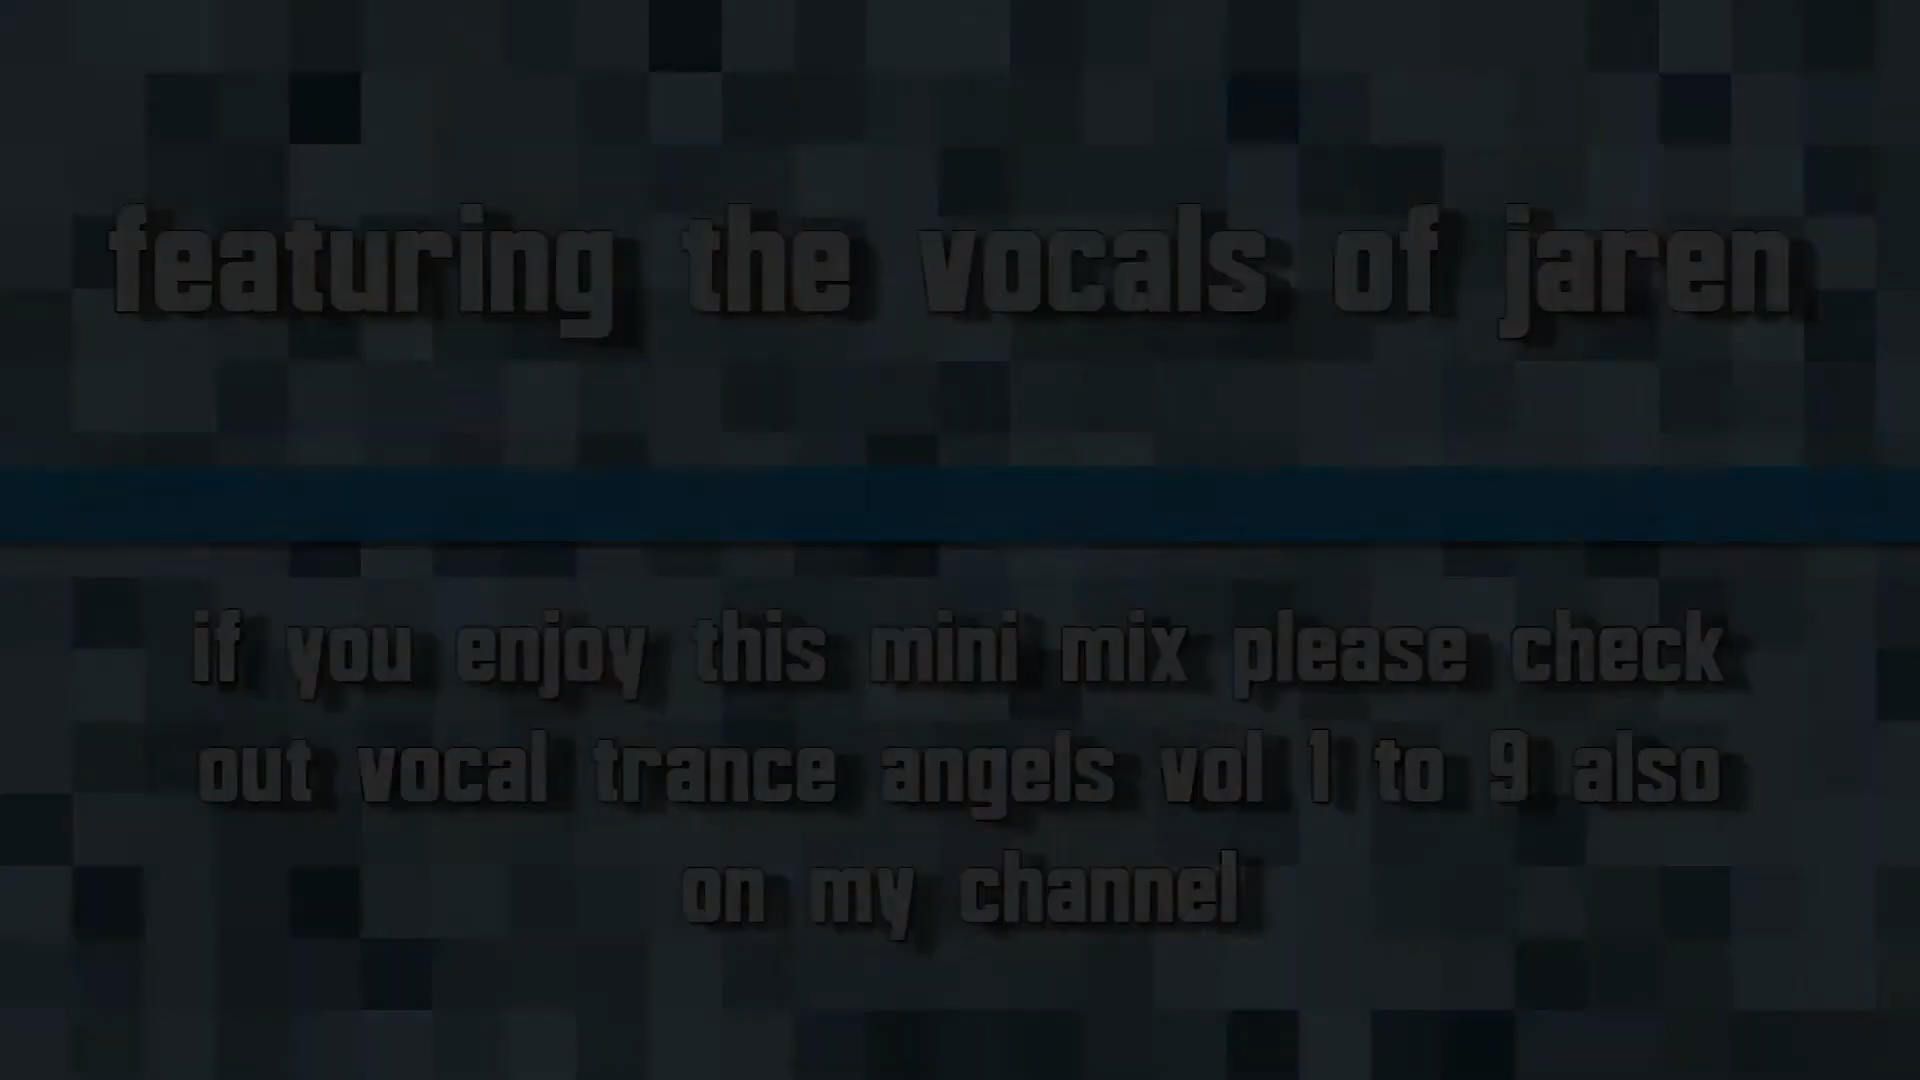 featuring the vocals of jaren
if you enjoy this mini mix please check
out vocal trance angels vol 1 to 9 also
on my channel